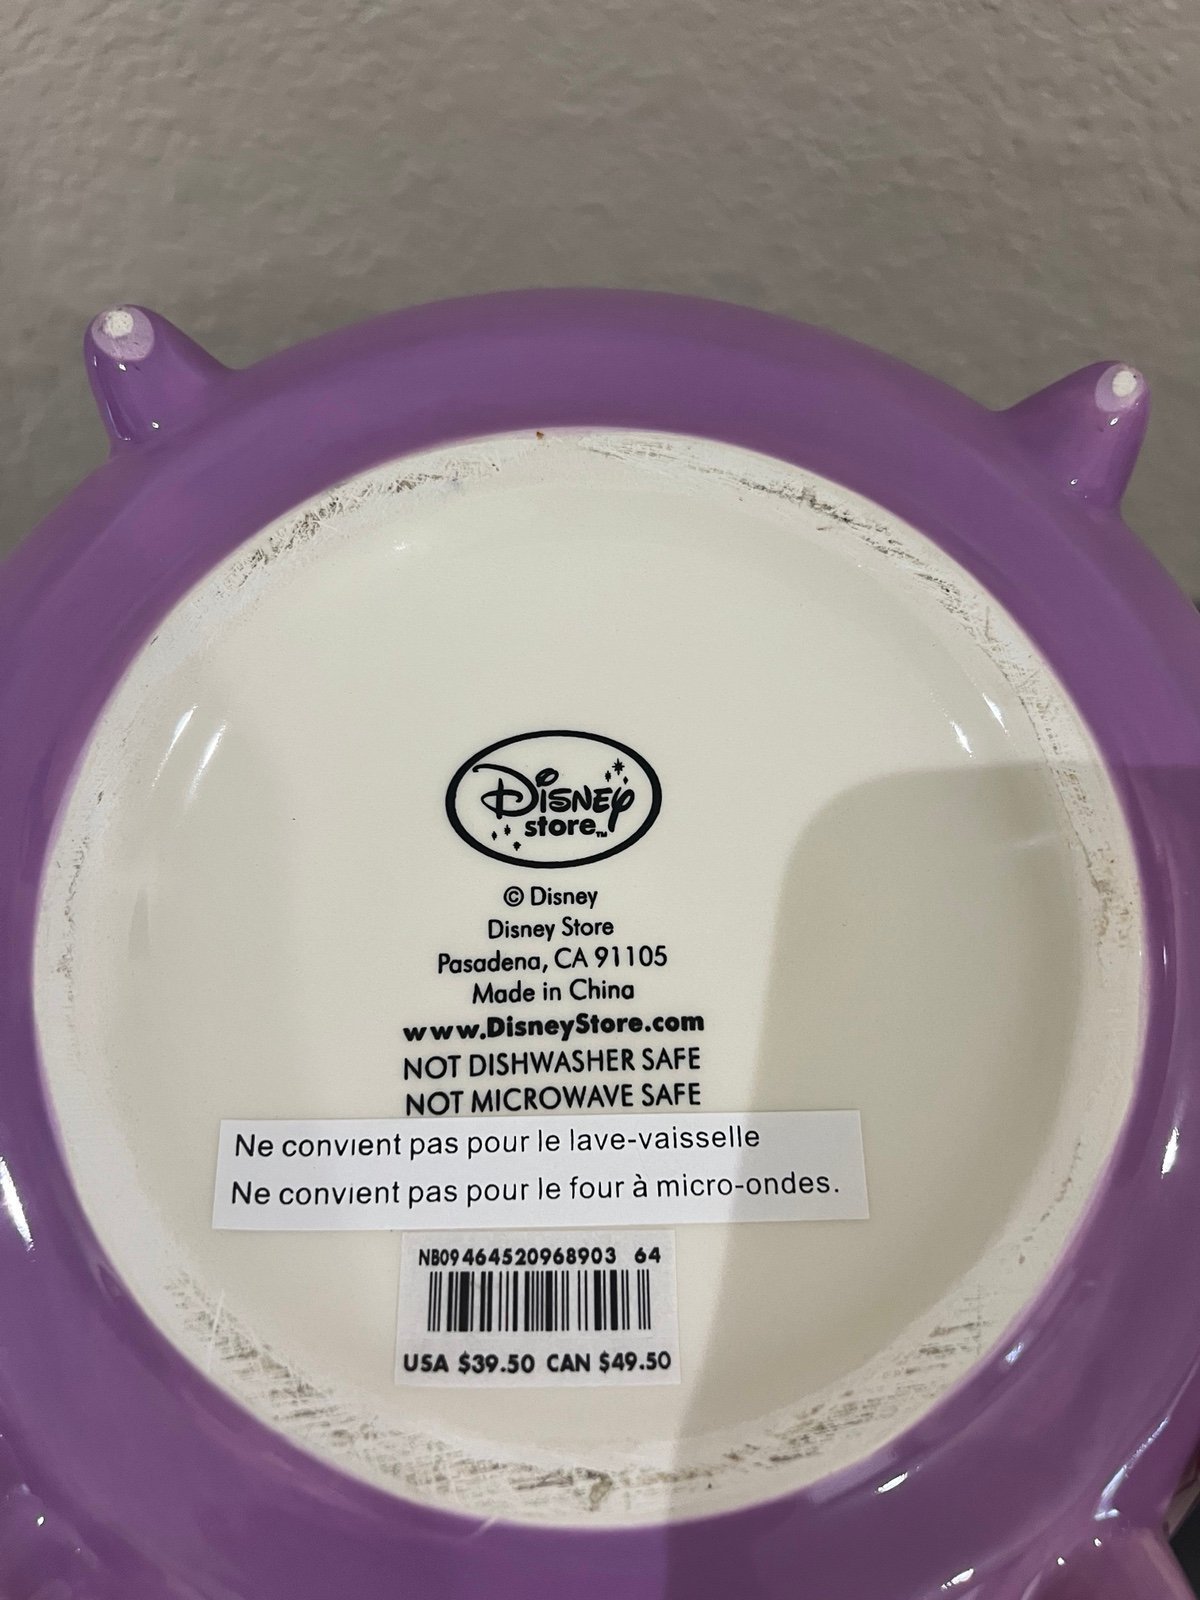 Disney
store™
© Disney
Disney Store
Pasadena, CA 91105
Made in China
www.DisneyStore.com
NOT DISHWASHER SAFE
NOT MICROWAVE SAFE
Ne convient pas pour le lave-vaisselle
Ne convient pas pour le four à micro-ondes.
NB09464520968903 64
USA $39.50 CAN $49.50